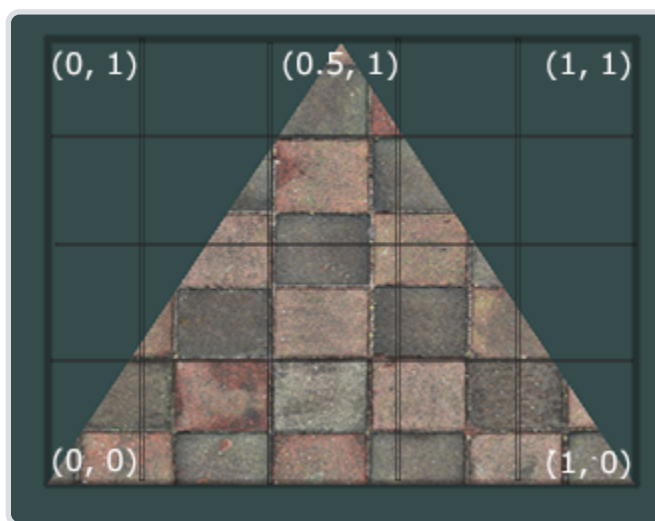 (0, 1) (0.5, 1) (1, 1)
(0, 0) (1, 0)